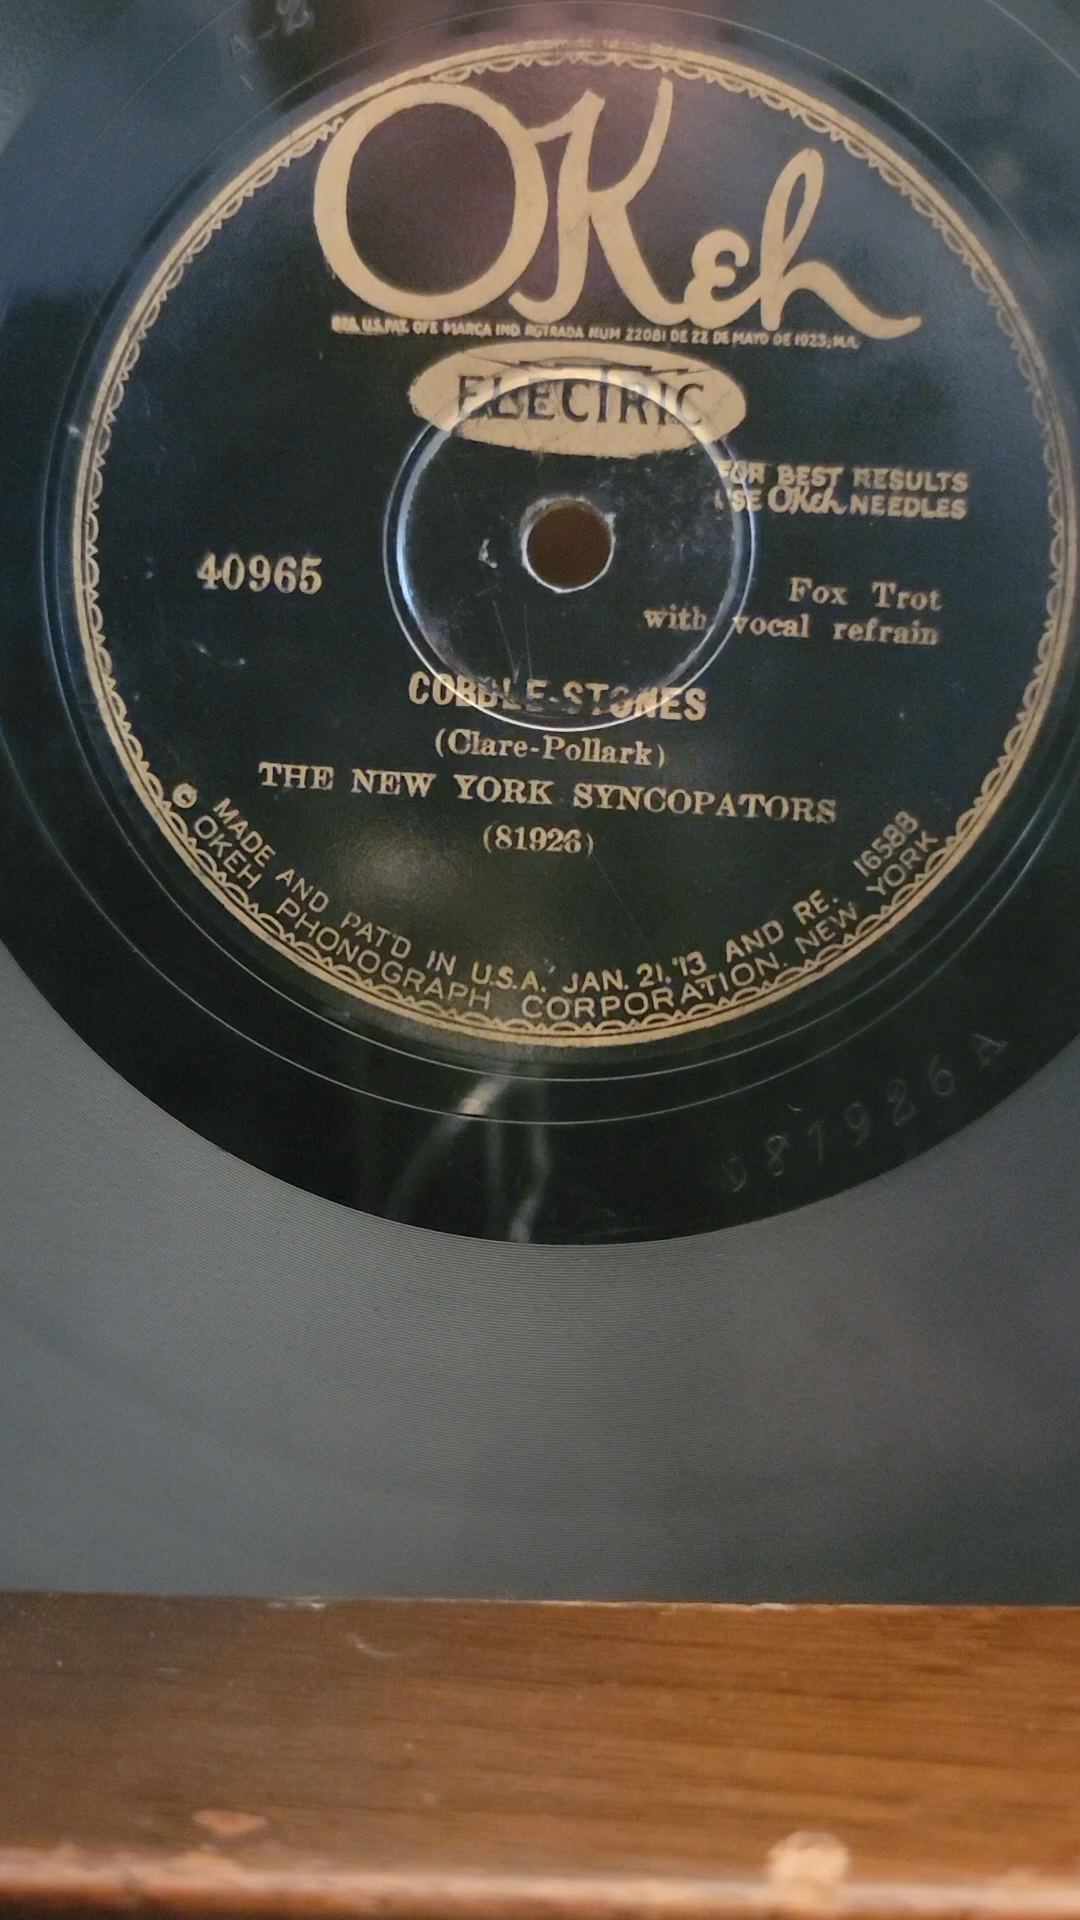 OKeh
REG. U.S. PAT. OFF. MARCA IND. RGTRADA NUM 22081 DE 22 DE MAYO DE 1923, M.A.
ELECTRIC
FOR BEST RESULTS
USE OKeh NEEDLES
40965
Fox Trot
with vocal refrain
COBBLE-STONES
(Clare-Pollark)
THE NEW YORK SYNCOPATORS
(81926)
MADE AND PAT'D IN U.S.A. JAN. 21, '13 AND RE. 16588
© OKEH PHONOGRAPH CORPORATION. NEW YORK
81926 A